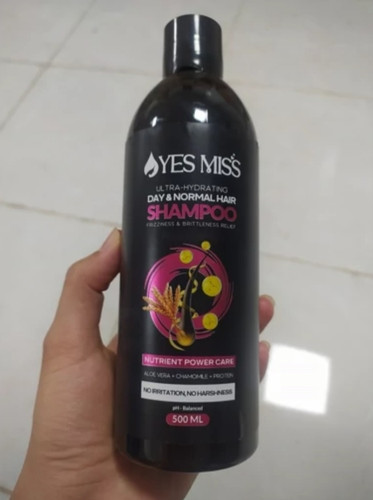 YES MISS
ULTRA-HYDRATING
DAY & NORMAL HAIR
SHAMPOO
FRIZZINESS & BRITTLENESS RELIEF
NUTRIENT POWER CARE
ALOE VERA + CHAMOMILE + PROTEIN
NO IRRITATION, NO HARSHNESS
pH - Balanced
500 ML